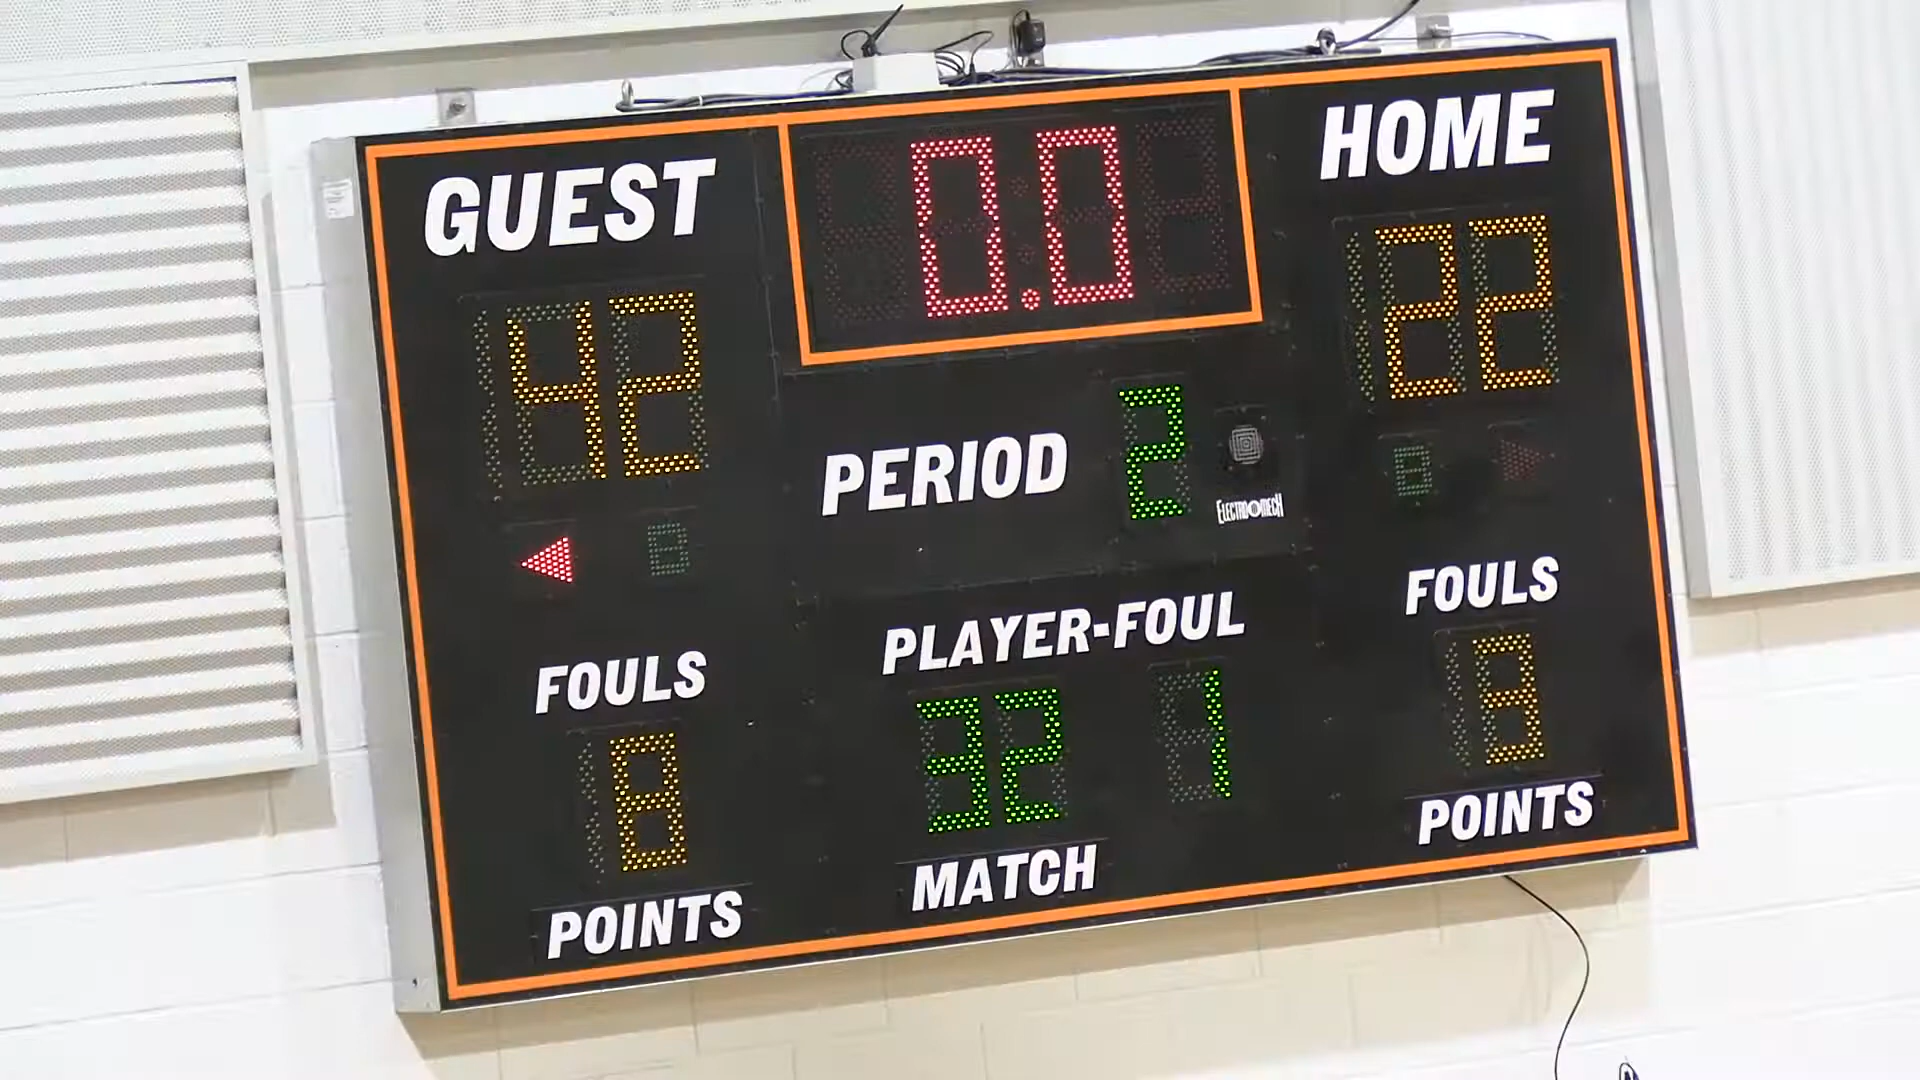 GUEST
0.0
HOME
42
22
PERIOD 2
ELECTRO-MECH
FOULS
PLAYER-FOUL
FOULS
8
32 1
9
POINTS
MATCH
POINTS